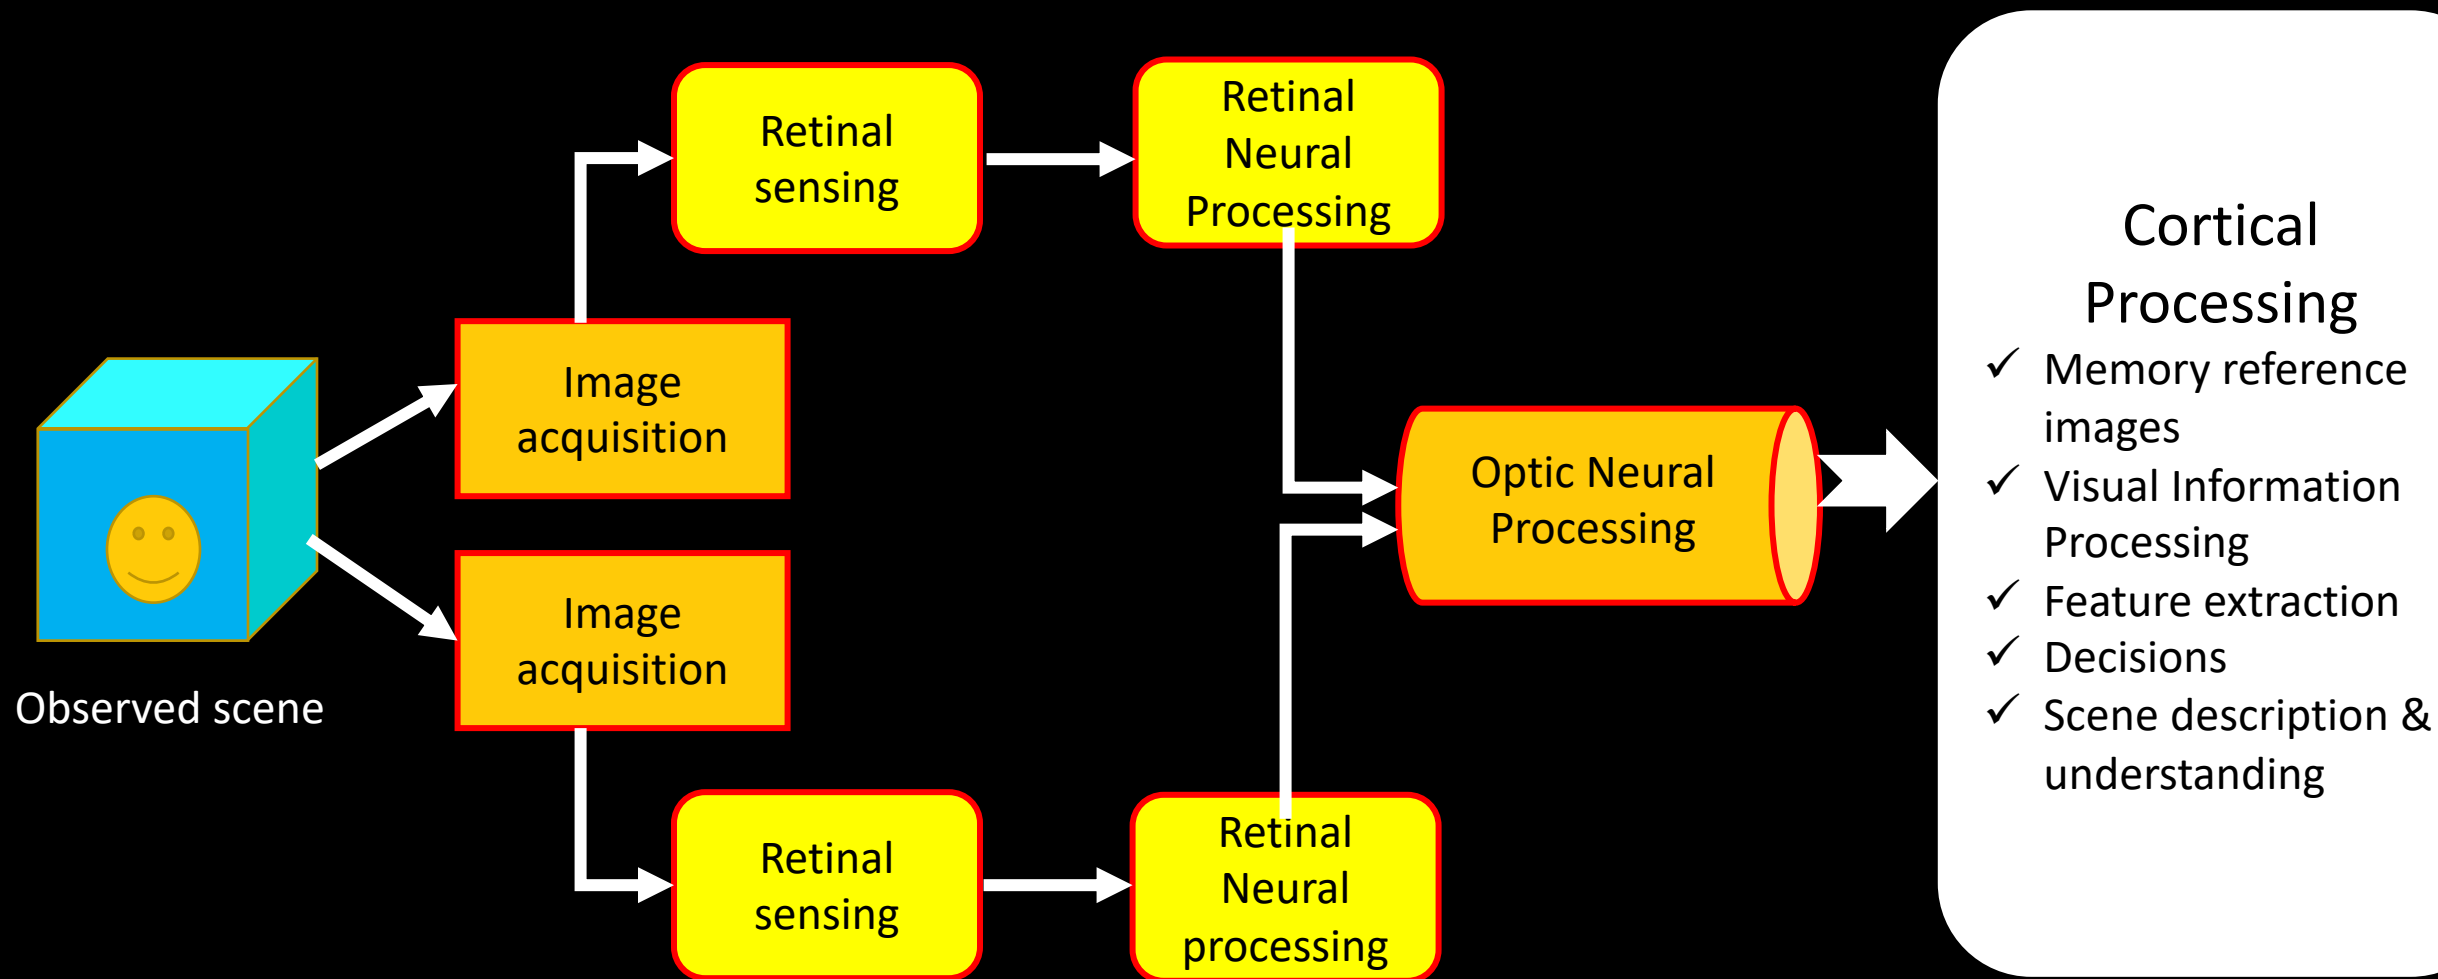 Retinal
sensing
Retinal
Neural
Processing
Image
acquisition
Image
acquisition
Observed scene
Retinal
sensing
Retinal
Neural
processing
Optic Neural
Processing
Cortical
Processing
✓ Memory reference
images
✓ Visual Information
Processing
✓ Feature extraction
✓ Decisions
✓ Scene description &
understanding